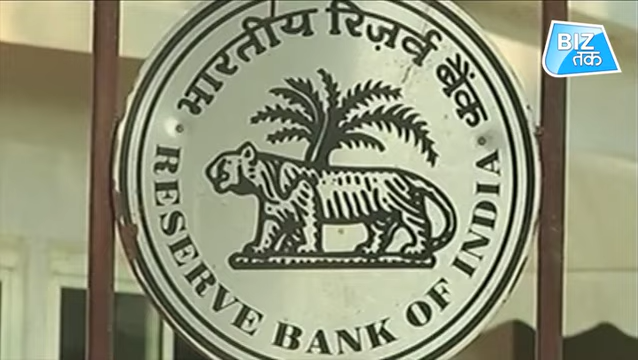 भारतीय रिज़र्व बैंक
RESERVE BANK OF INDIA
BIZ
तक